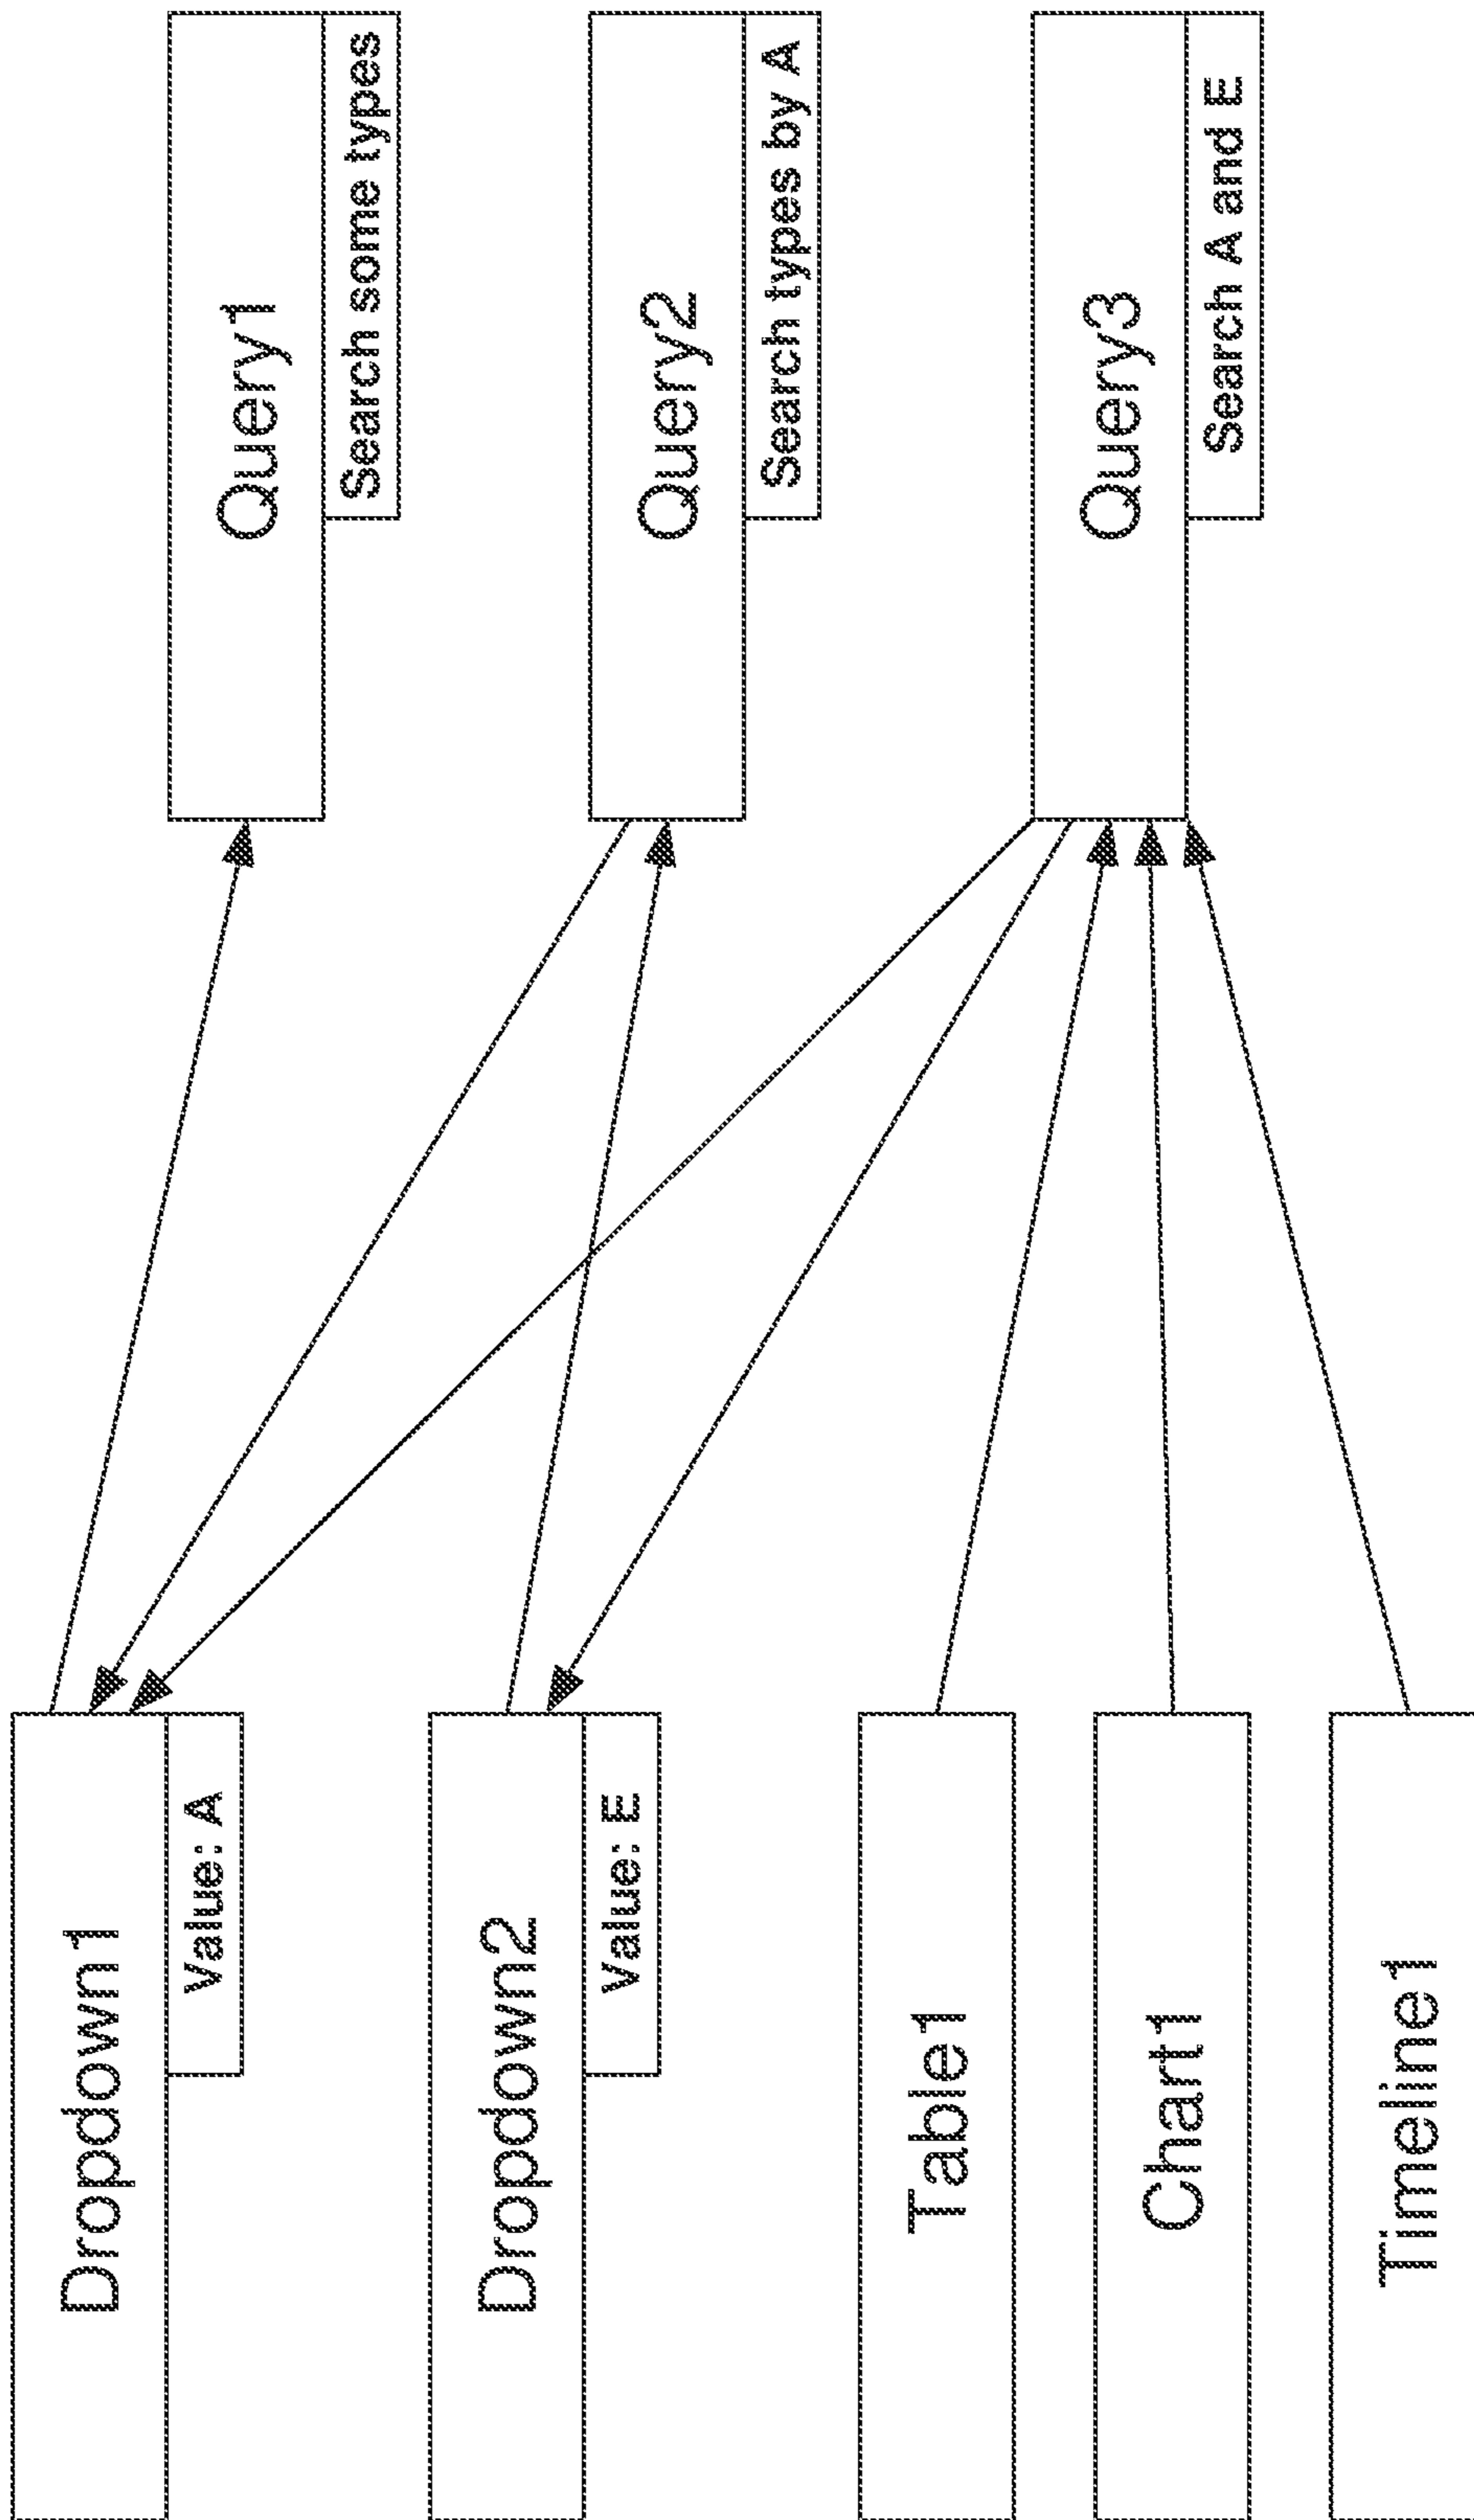 Dropdown1
Value: A
Dropdown2
Value: E
Table1
Chart1
Timeline1
Query1
Search some types
Query2
Search types by A
Query3
Search A and E